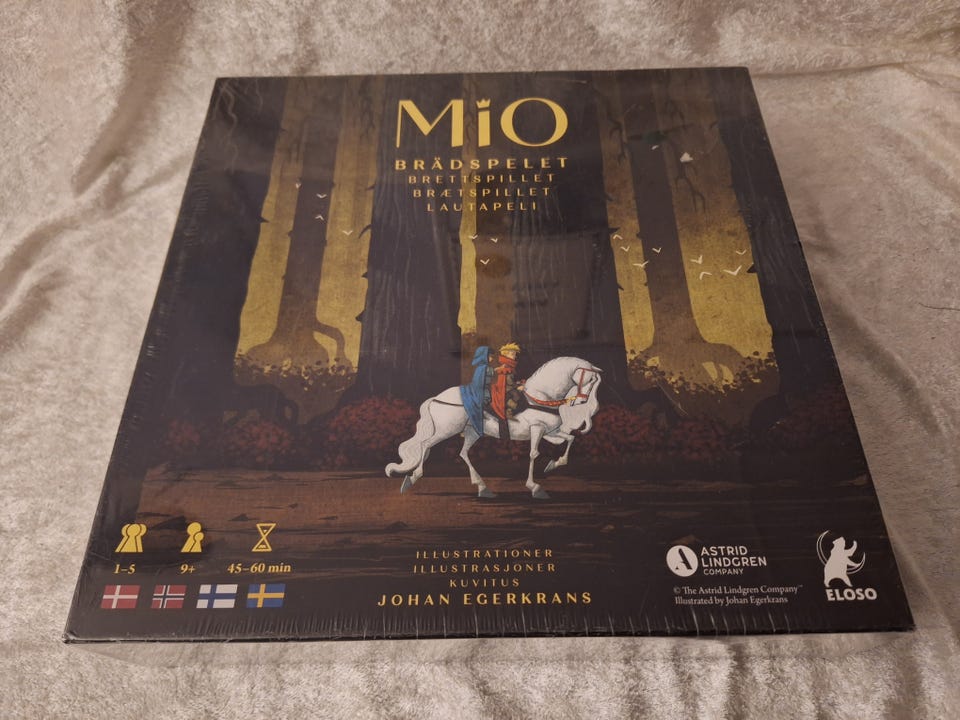 MiO
BRÄDSPELET
BRETTSPILLET
BRÆTSPILLET
LAUTAPELI
1–5
9+
45–60 min
ILLUSTRATIONER
ILLUSTRASJONER
KUVITUS
JOHAN EGERKRANS
A
ASTRID
LINDGREN
COMPANY
© The Astrid Lindgren Company™
Illustrated by Johan Egerkrans
ELOSO